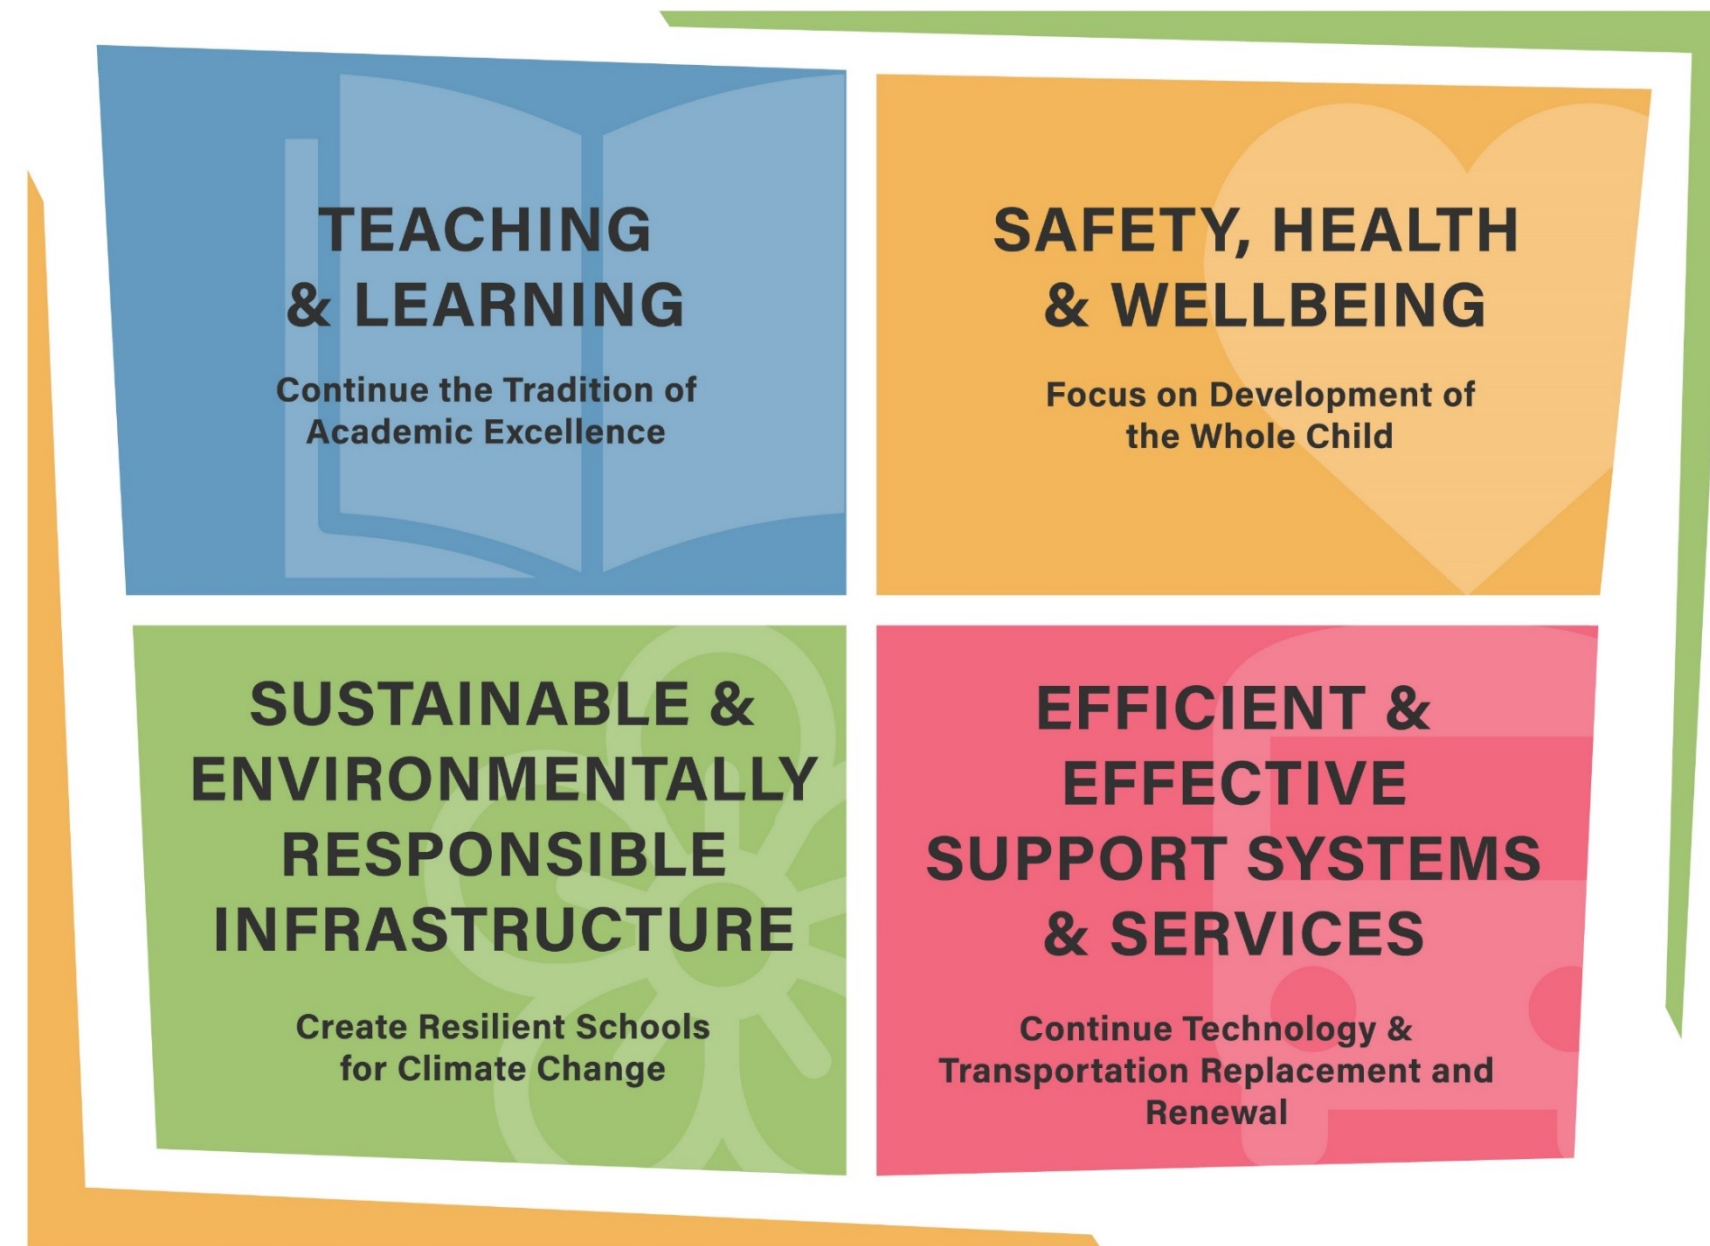 TEACHING
& LEARNING
Continue the Tradition of
Academic Excellence
SAFETY, HEALTH
& WELLBEING
Focus on Development of
the Whole Child
SUSTAINABLE &
ENVIRONMENTALLY
RESPONSIBLE
INFRASTRUCTURE
Create Resilient Schools
for Climate Change
EFFICIENT &
EFFECTIVE
SUPPORT SYSTEMS
& SERVICES
Continue Technology &
Transportation Replacement and
Renewal